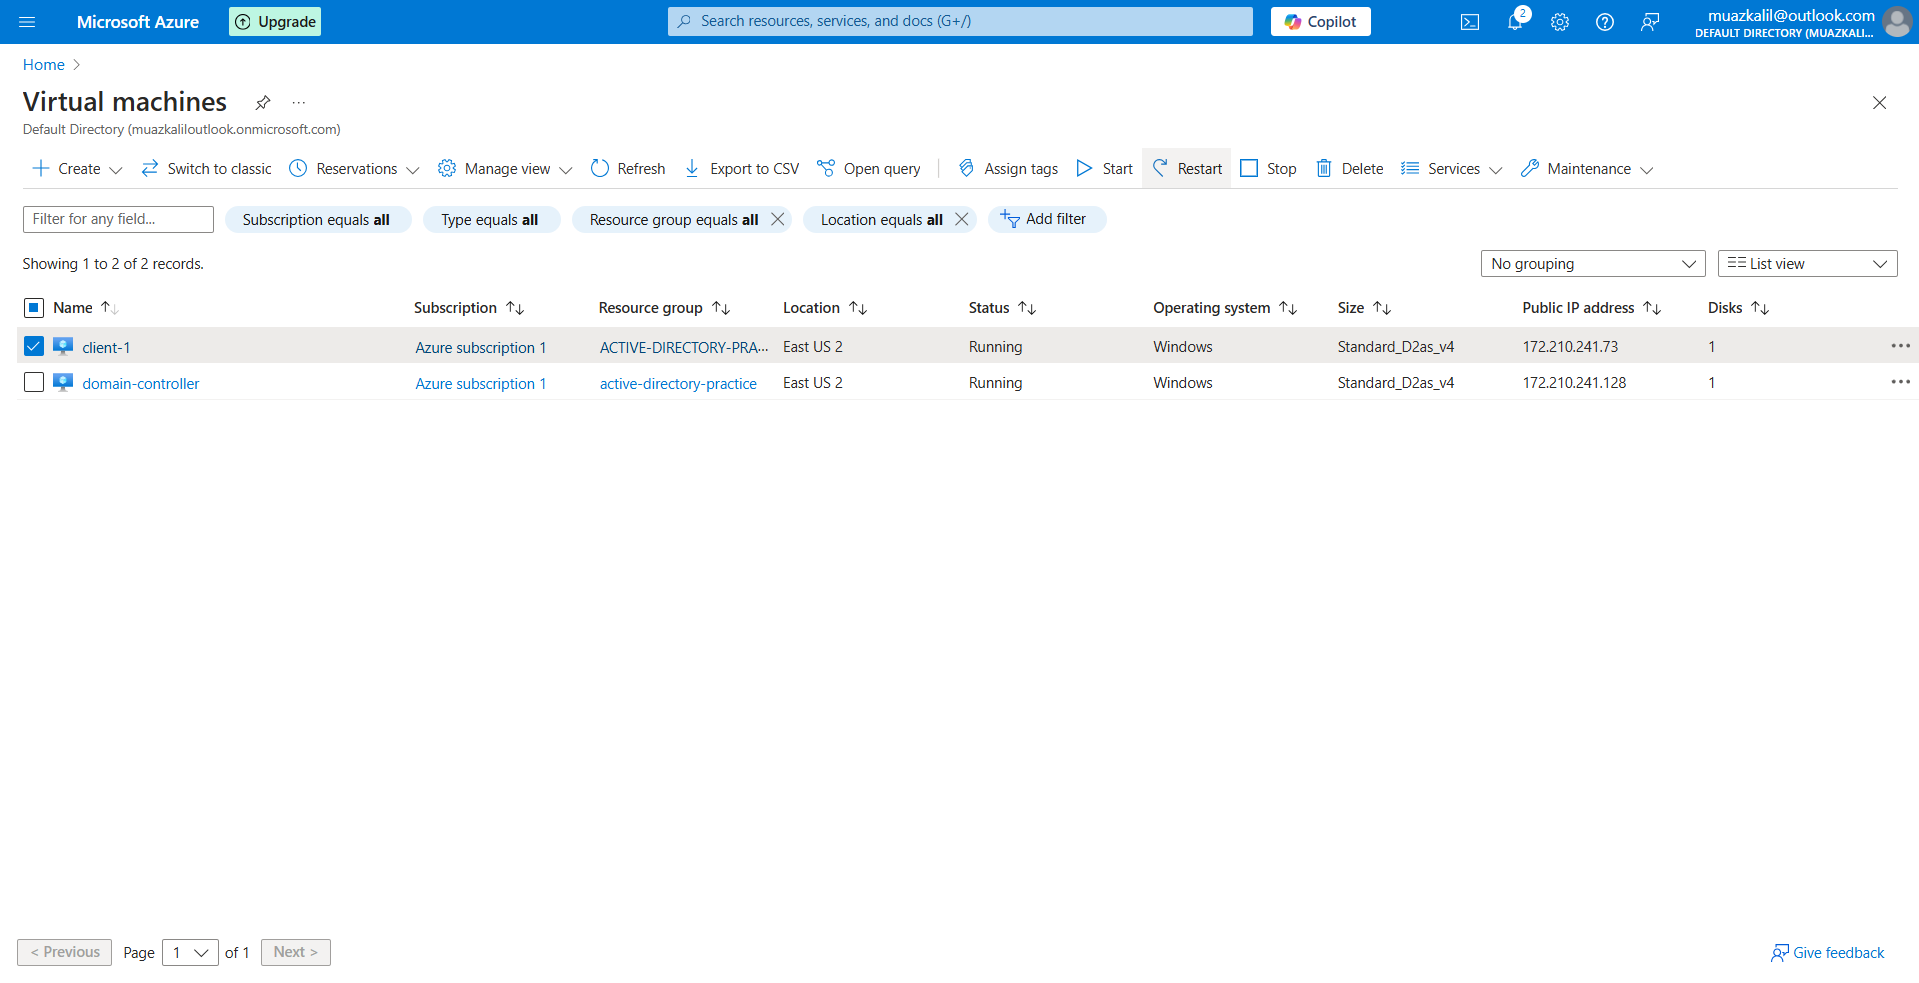 Microsoft Azure Upgrade Search resources, services, and docs (G+/) Copilot 2 muazkalil@outlook.com
DEFAULT DIRECTORY (MUAZKALI...
Home >
Virtual machines ...
Default Directory (muazkaliloutlook.onmicrosoft.com)
Create Switch to classic Reservations Manage view Refresh Export to CSV Open query Assign tags Start Restart Stop Delete Services Maintenance
Filter for any field... Subscription equals all Type equals all Resource group equals all Location equals all Add filter
Showing 1 to 2 of 2 records. No grouping List view
Name Subscription Resource group Location Status Operating system Size Public IP address Disks
client-1 Azure subscription 1 ACTIVE-DIRECTORY-PRA... East US 2 Running Windows Standard_D2as_v4 172.210.241.73 1
domain-controller Azure subscription 1 active-directory-practice East US 2 Running Windows Standard_D2as_v4 172.210.241.128 1
< Previous Page 1 of 1 Next > Give feedback